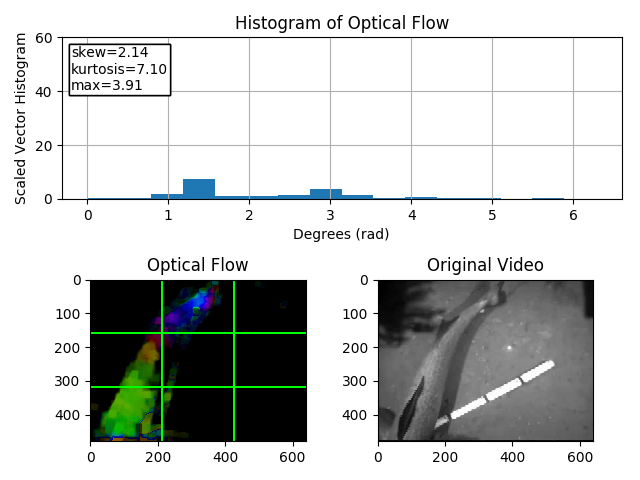 Histogram of Optical Flow
Scaled Vector Histogram
60
40
20
0
skew=2.14
kurtosis=7.10
max=3.91
0 1 2 3 4 5 6
Degrees (rad)
Optical Flow
0
100
200
300
400
0 200 400 600
Original Video
0
100
200
300
400
0 200 400 600